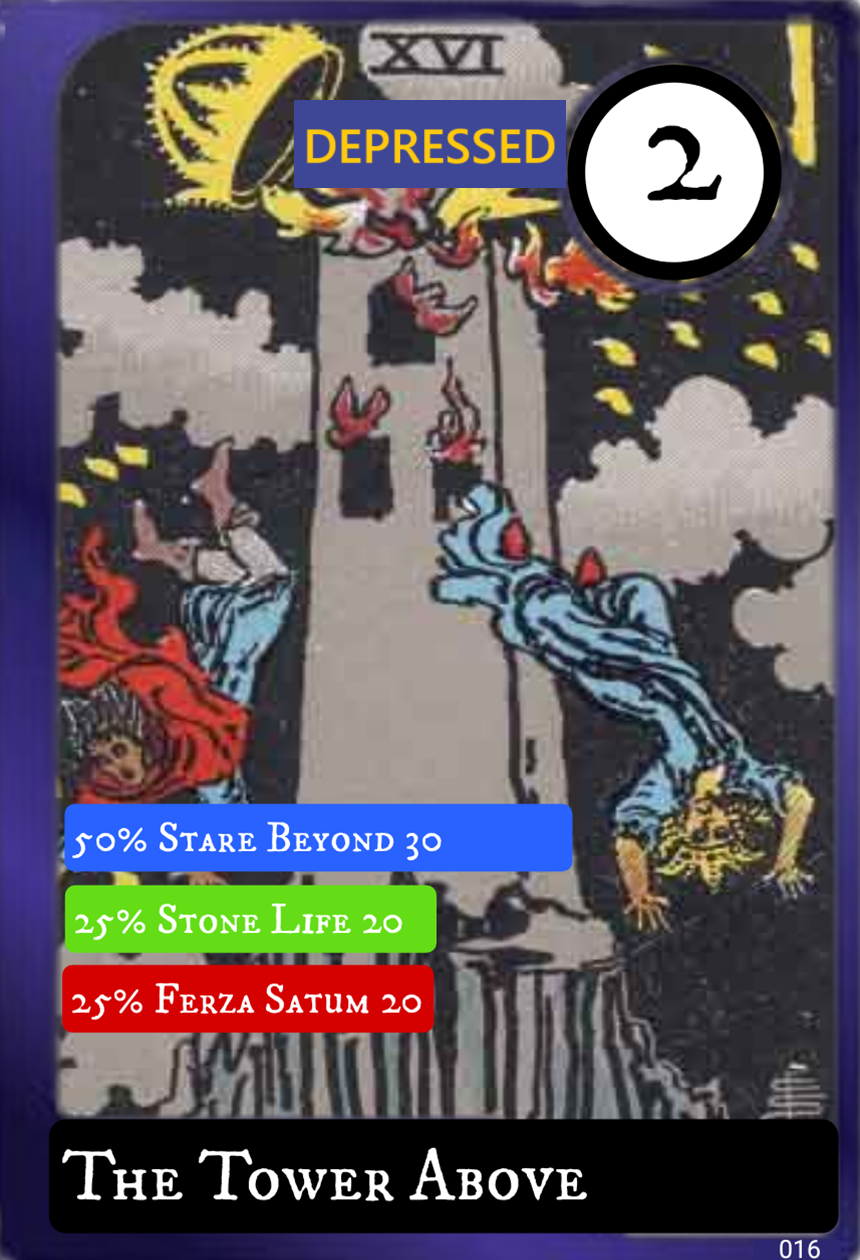 XVI
DEPRESSED
2
50% Stare Beyond 30
25% Stone Life 20
25% Ferza Satum 20
The Tower Above
016